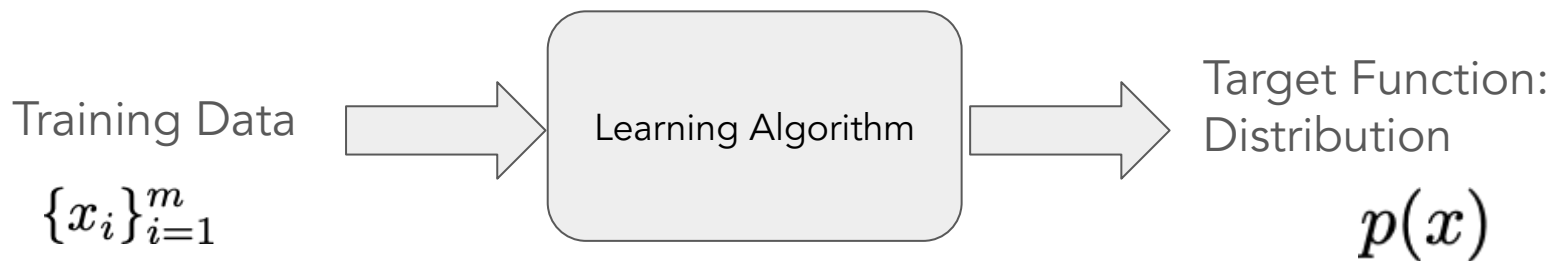 Training Data
{x_i}_{i=1}^m
Learning Algorithm
Target Function:
Distribution
p(x)